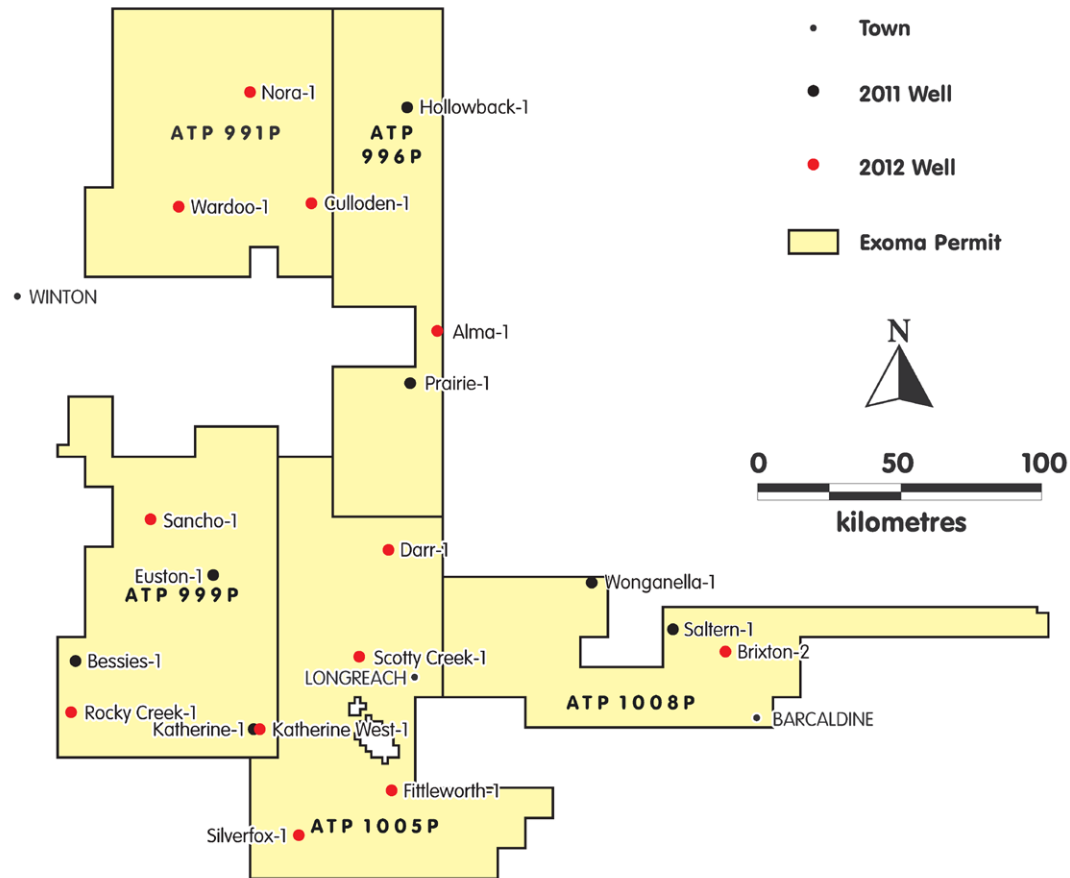 Town
2011 Well
2012 Well
Exoma Permit
N
0 50 100
kilometres
Nora-1
Hollowback-1
ATP 991P
ATP
996P
Wardoo-1
Culloden-1
WINTON
Alma-1
Prairie-1
Sancho-1
Darr-1
Euston-1
ATP 999P
Wonganella-1
Saltern-1
Brixton-2
Bessies-1
Scotty Creek-1
LONGREACH
ATP 1008P
Rocky Creek-1
BARCALDINE
Katherine-1
Katherine West-1
Fittleworth-1
ATP 1005P
Silverfox-1